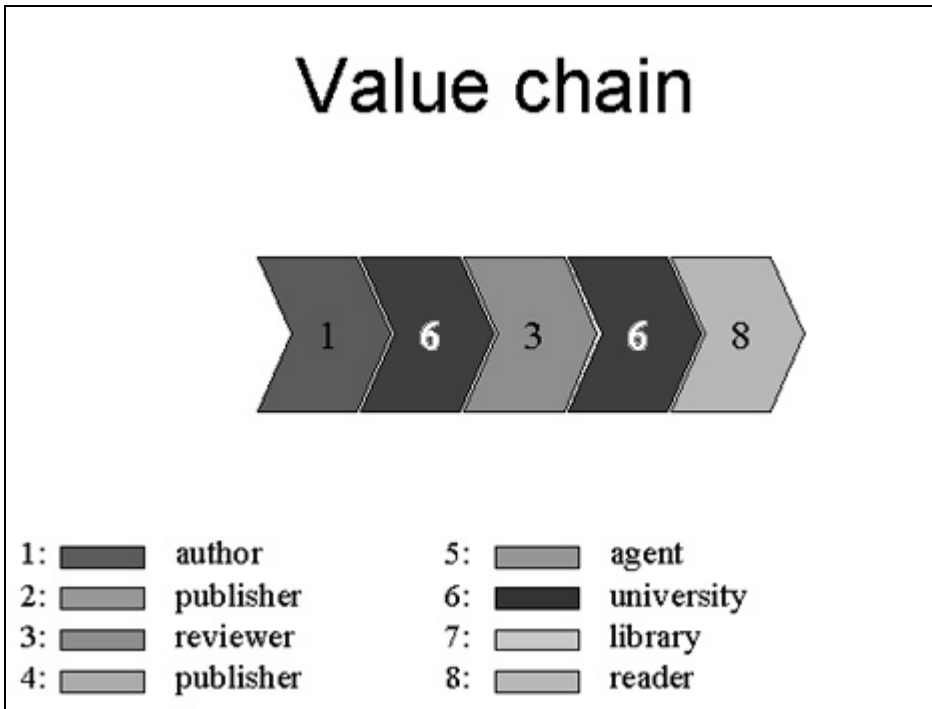 Value chain
1 6 3 6 8
1: author 5: agent
2: publisher 6: university
3: reviewer 7: library
4: publisher 8: reader